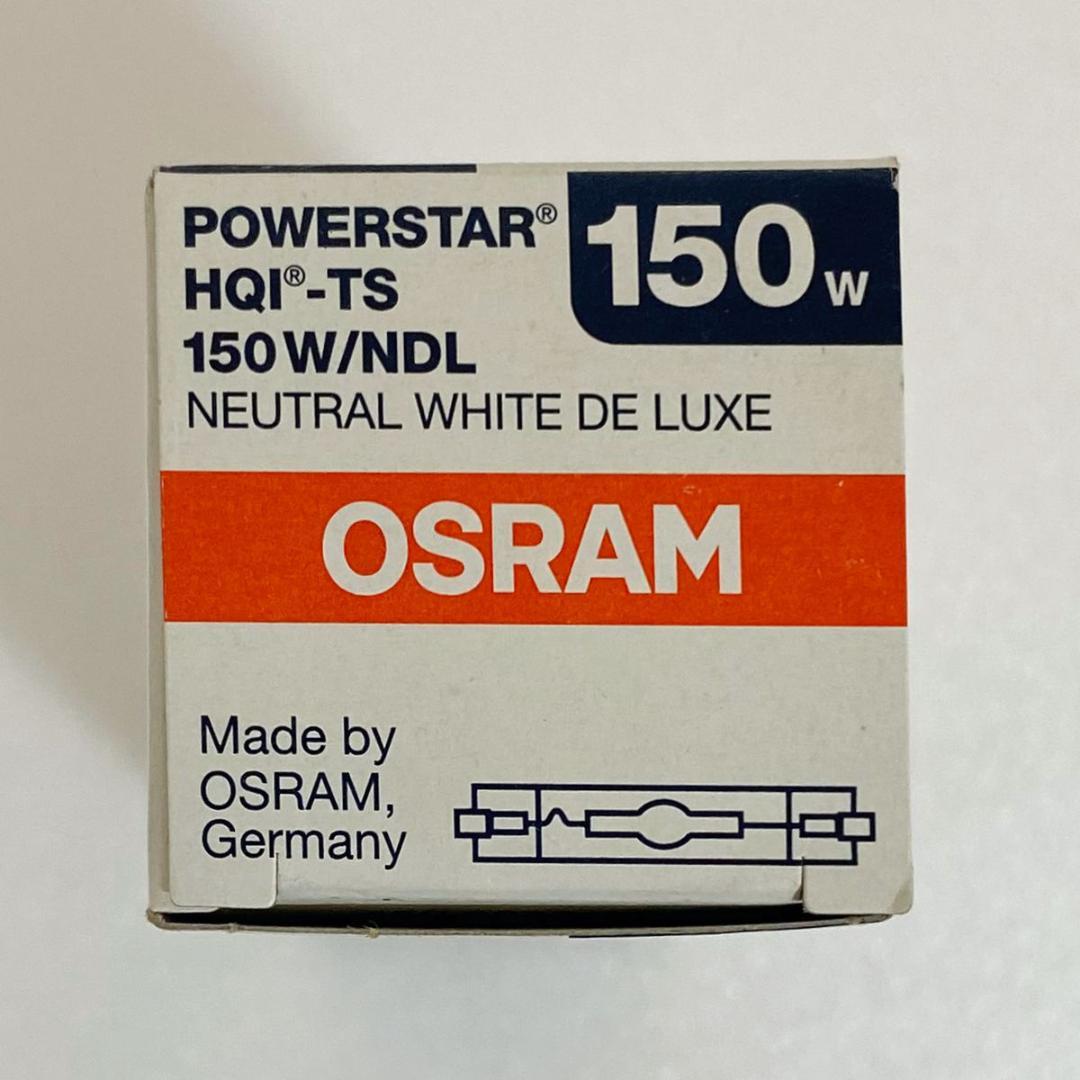 POWERSTAR®
HQI®-TS
150 W/NDL
NEUTRAL WHITE DE LUXE
150 W
OSRAM
Made by
OSRAM,
Germany